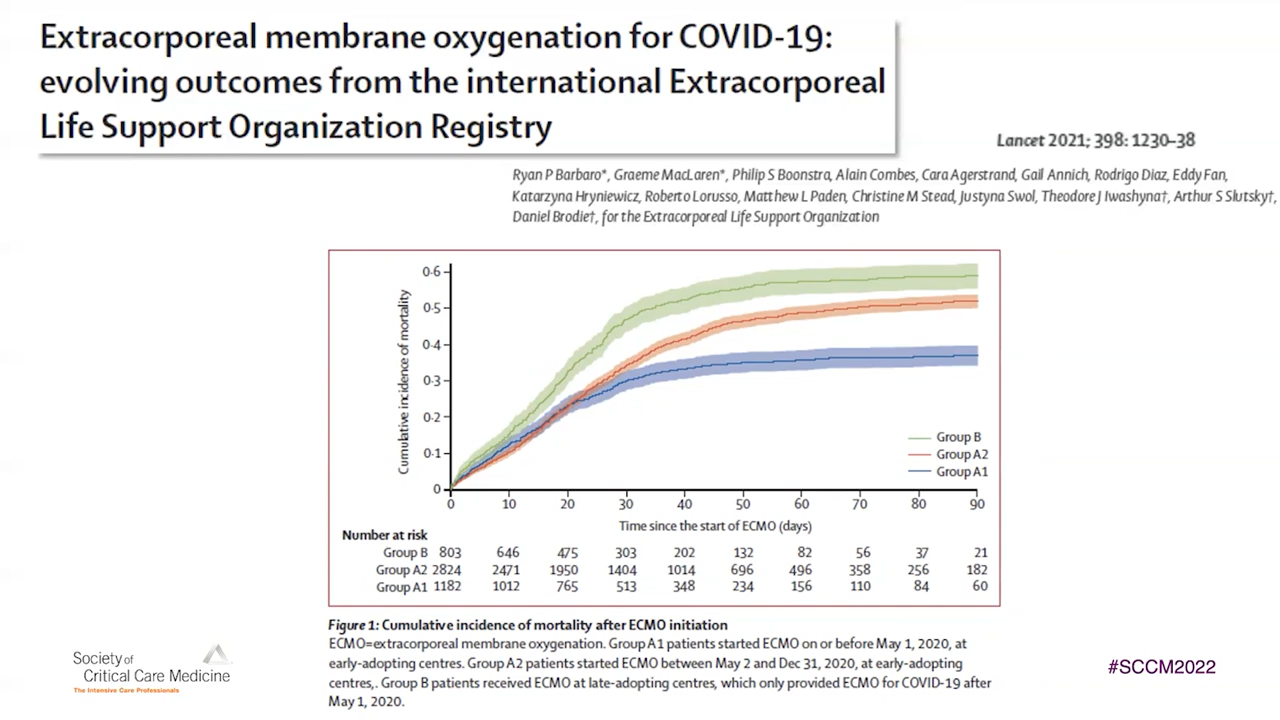 Extracorporeal membrane oxygenation for COVID-19:
evolving outcomes from the international Extracorporeal
Life Support Organization Registry
Lancet 2021; 398: 1230–38
Ryan P Barbaro*, Graeme MacLaren*, Philip S Boonstra, Alain Combes, Cara Agerstrand, Gail Annich, Rodrigo Diaz, Eddy Fan,
Katarzyna Hryniewicz, Roberto Lorusso, Matthew L Paden, Christine M Stead, Justyna Swol, Theodore J Iwashyna†, Arthur S Slutsky†,
Daniel Brodie†, for the Extracorporeal Life Support Organization
Cumulative incidence of mortality
0·6
0·5
0·4
0·3
0·2
0·1
0
Group B
Group A2
Group A1
0 10 20 30 40 50 60 70 80 90
Time since the start of ECMO (days)
Number at risk
Group B 803 646 475 303 202 132 82 56 37 21
Group A2 2824 2471 1950 1404 1014 696 496 358 256 182
Group A1 1182 1012 765 513 348 234 156 110 84 60
Figure 1: Cumulative incidence of mortality after ECMO initiation
ECMO=extracorporeal membrane oxygenation. Group A1 patients started ECMO on or before May 1, 2020, at
early-adopting centres. Group A2 patients started ECMO between May 2 and Dec 31, 2020, at early-adopting
centres,. Group B patients received ECMO at late-adopting centres, which only provided ECMO for COVID-19 after
May 1, 2020.
Society of
Critical Care Medicine
The Intensive Care Professionals
#SCCM2022